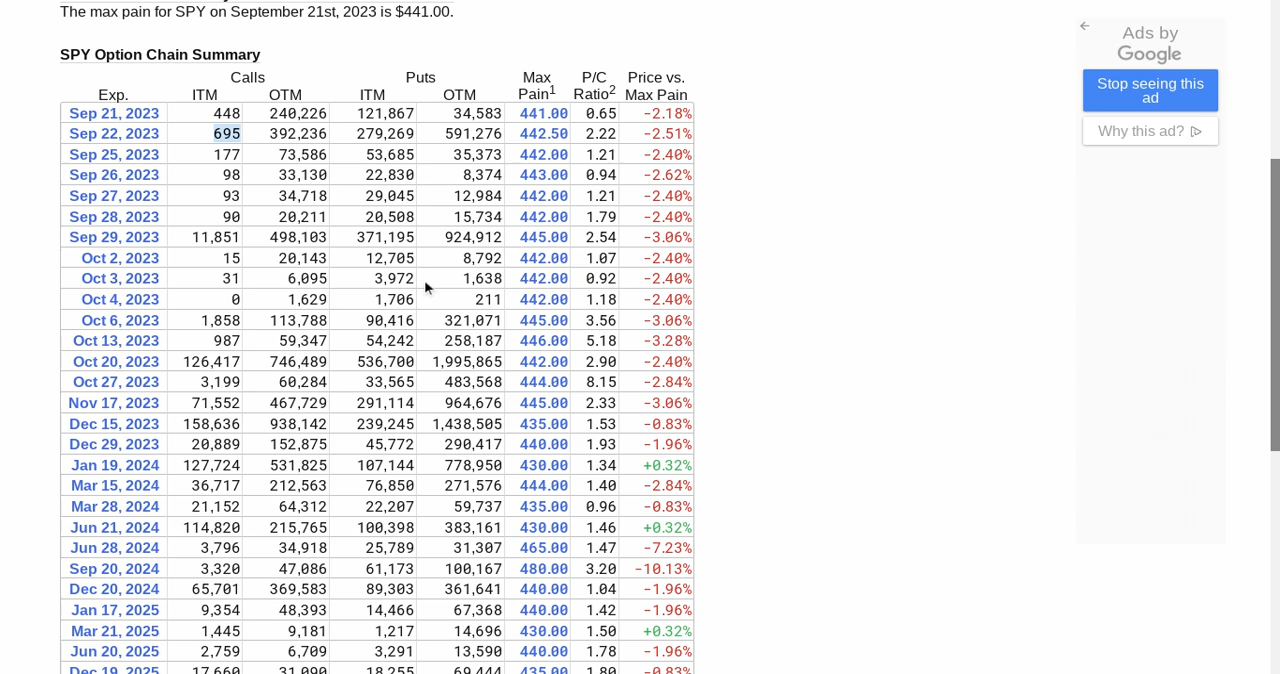 The max pain for SPY on September 21st, 2023 is $441.00.
SPY Option Chain Summary
Calls Puts Max P/C Price vs.
Exp. ITM OTM ITM OTM Pain1 Ratio2 Max Pain
Sep 21, 2023 448 240,226 121,867 34,583 441.00 0.65 -2.18%
Sep 22, 2023 695 392,236 279,269 591,276 442.50 2.22 -2.51%
Sep 25, 2023 177 73,586 53,685 35,373 442.00 1.21 -2.40%
Sep 26, 2023 98 33,130 22,830 8,374 443.00 0.94 -2.62%
Sep 27, 2023 93 34,718 29,045 12,984 442.00 1.21 -2.40%
Sep 28, 2023 90 20,211 20,508 15,734 442.00 1.79 -2.40%
Sep 29, 2023 11,851 498,103 371,195 924,912 445.00 2.54 -3.06%
Oct 2, 2023 15 20,143 12,705 8,792 442.00 1.07 -2.40%
Oct 3, 2023 31 6,095 3,972 1,638 442.00 0.92 -2.40%
Oct 4, 2023 0 1,629 1,706 211 442.00 1.18 -2.40%
Oct 6, 2023 1,858 113,788 90,416 321,071 445.00 3.56 -3.06%
Oct 13, 2023 987 59,347 54,242 258,187 446.00 5.18 -3.28%
Oct 20, 2023 126,417 746,489 536,700 1,995,865 442.00 2.90 -2.40%
Oct 27, 2023 3,199 60,284 33,565 483,568 444.00 8.15 -2.84%
Nov 17, 2023 71,552 467,729 291,114 964,676 445.00 2.33 -3.06%
Dec 15, 2023 158,636 938,142 239,245 1,438,505 435.00 1.53 -0.83%
Dec 29, 2023 20,889 152,875 45,772 290,417 440.00 1.93 -1.96%
Jan 19, 2024 127,724 531,825 107,144 778,950 430.00 1.34 +0.32%
Mar 15, 2024 36,717 212,563 76,850 271,576 444.00 1.40 -2.84%
Mar 28, 2024 21,152 64,312 22,207 59,737 435.00 0.96 -0.83%
Jun 21, 2024 114,820 215,765 100,398 383,161 430.00 1.46 +0.32%
Jun 28, 2024 3,796 34,918 25,789 31,307 465.00 1.47 -7.23%
Sep 20, 2024 3,320 47,086 61,173 100,167 480.00 3.20 -10.13%
Dec 20, 2024 65,701 369,583 89,303 361,641 440.00 1.04 -1.96%
Jan 17, 2025 9,354 48,393 14,466 67,368 440.00 1.42 -1.96%
Mar 21, 2025 1,445 9,181 1,217 14,696 430.00 1.50 +0.32%
Jun 20, 2025 2,759 6,709 3,291 13,590 440.00 1.78 -1.96%
Dec 19, 2025 17,660 31,090 18,255 69,444 435.00 1.80 -0.83%
Ads by
Google
Stop seeing this
ad
Why this ad?